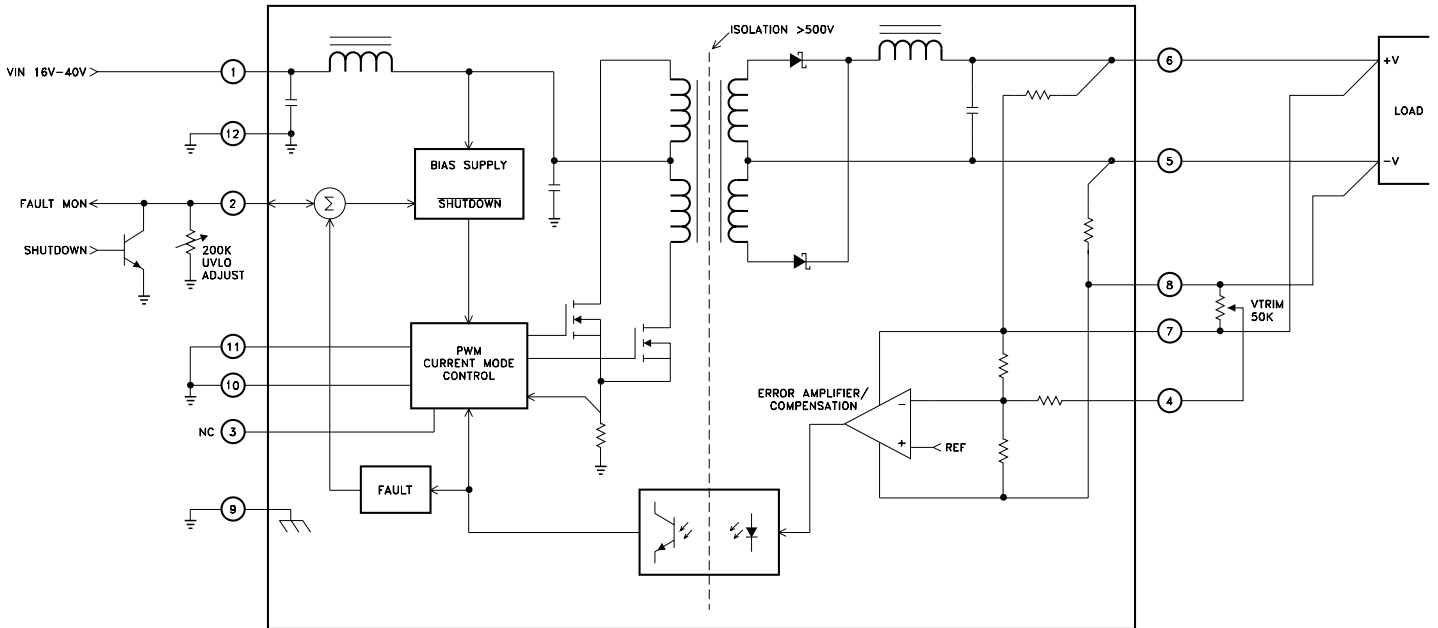 ISOLATION >500V
VIN 16V-40V
1
6
+V
LOAD
12
BIAS SUPPLY
SHUTDOWN
5
-V
FAULT MON
2
Σ
SHUTDOWN
200K
UVLO
ADJUST
8
VTRIM
50K
7
11
PWM
CURRENT MODE
CONTROL
10
ERROR AMPLIFIER/
COMPENSATION
-
+
REF
4
NC
3
FAULT
9